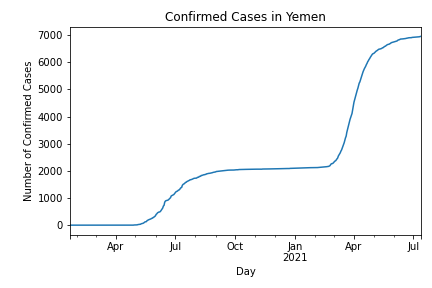 Confirmed Cases in Yemen
Number of Confirmed Cases
7000
6000
5000
4000
3000
2000
1000
0
Apr Jul Oct Jan Apr Jul
2021
Day